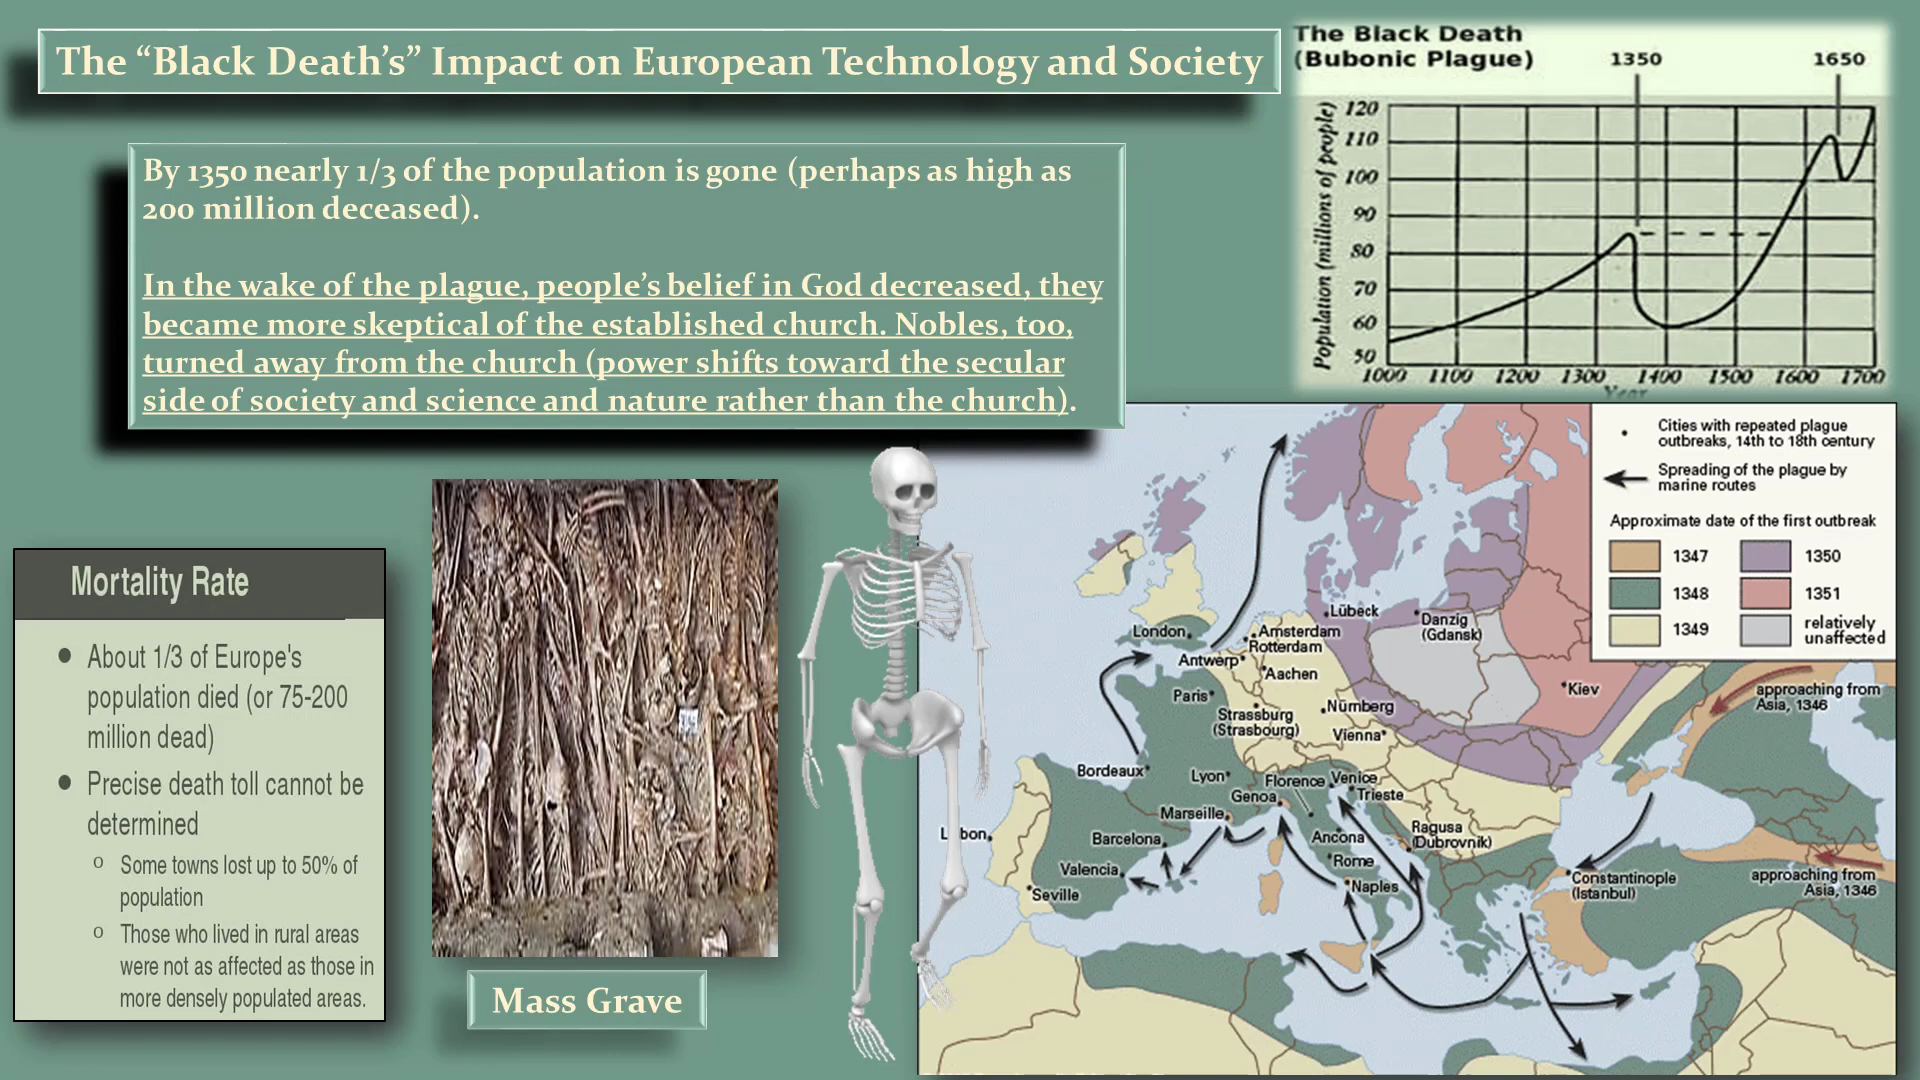 The “Black Death’s” Impact on European Technology and Society
By 1350 nearly 1/3 of the population is gone (perhaps as high as
200 million deceased).
In the wake of the plague, people’s belief in God decreased, they
became more skeptical of the established church. Nobles, too,
turned away from the church (power shifts toward the secular
side of society and science and nature rather than the church).
The Black Death
(Bubonic Plague)
1350
1650
Population (millions of people)
120
110
100
90
80
70
60
50
1000 1100 1200 1300 1400 1500 1600 1700
Year
Mortality Rate
● About 1/3 of Europe's
population died (or 75-200
million dead)
● Precise death toll cannot be
determined
o Some towns lost up to 50% of
population
o Those who lived in rural areas
were not as affected as those in
more densely populated areas.
Mass Grave
Cities with repeated plague
outbreaks, 14th to 18th century
Spreading of the plague by
marine routes
Approximate date of the first outbreak
1347
1350
1348
1351
1349
relatively
unaffected
Lübeck
Danzig
(Gdansk)
London
Amsterdam
Rotterdam
Antwerp
Aachen
Kiev
approaching from
Asia, 1346
Paris
Nürnberg
Strassburg
(Strasbourg)
Vienna
Bordeaux
Lyon
Florence
Venice
Genoa
Trieste
Marseille
Barcelona
Ancona
Ragusa
(Dubrovnik)
Rome
Valencia
Naples
Seville
Constantinople
(Istanbul)
approaching from
Asia, 1346